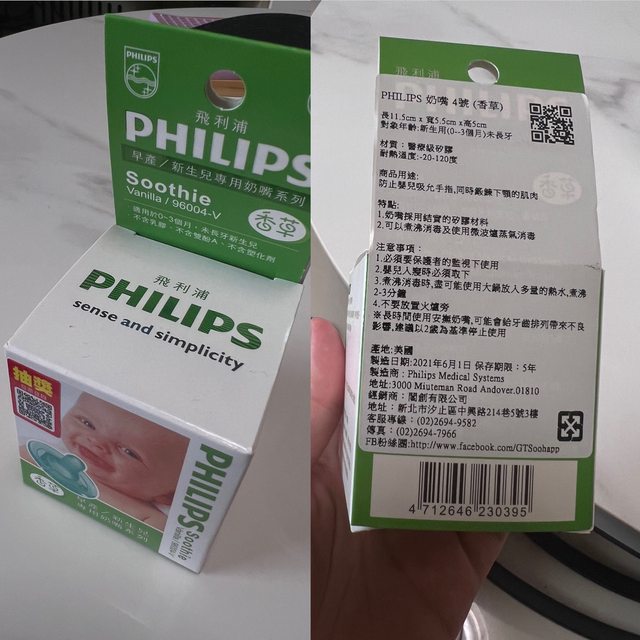 PHILIPS
飛利浦
PHILIPS
早產/新生兒專用奶嘴系列
Soothie
Vanilla / 96004-V
香草
適用於0~3個月，未長牙新生兒
不含乳膠、不含雙酚A、不含塑化劑
飛利浦
PHILIPS
sense and simplicity
抽獎
香草
早產/新生兒
專用奶嘴系列
PHILIPS
Soothie
Vanilla / 96004-V
飛利浦
PHILIPS 奶嘴 4號 (香草)
長11.5cm x 寬5.5cm x 高5cm
對象年齡:新生用(0--3個月)未長牙
材質：醫療級矽膠
耐熱溫度:-20-120度
商品用途:
防止嬰兒吸允手指,同時鍛鍊下顎的肌肉
特點:
1.奶嘴採用結實的矽膠材料
2.可以煮沸消毒及使用微波爐蒸氣消毒
注意事項：
1.必須要保護者的監視下使用
2.嬰兒入寢時必須取下
3.煮沸消毒時,盡可能使用大鍋放入多量的熱水,煮沸
2-3分鐘
4.不要放置火爐旁
※長時間使用安撫奶嘴,可能會給牙齒排列帶來不良
影響,建議以2歲為基準停止使用
產地:美國
製造日期:2021年6月1日 保存期限：5年
製造商：Philips Medical Systems
地址:3000 Miuteman Road Andover.01810
經銷商：閣創有限公司
地址：新北市汐止區中興路214巷5號3樓
客服專線：(02)2694-9582
傳真：(02)2694-7966
FB粉絲團:http://www.facebook.com/GTSoohapp
4 712646 230395